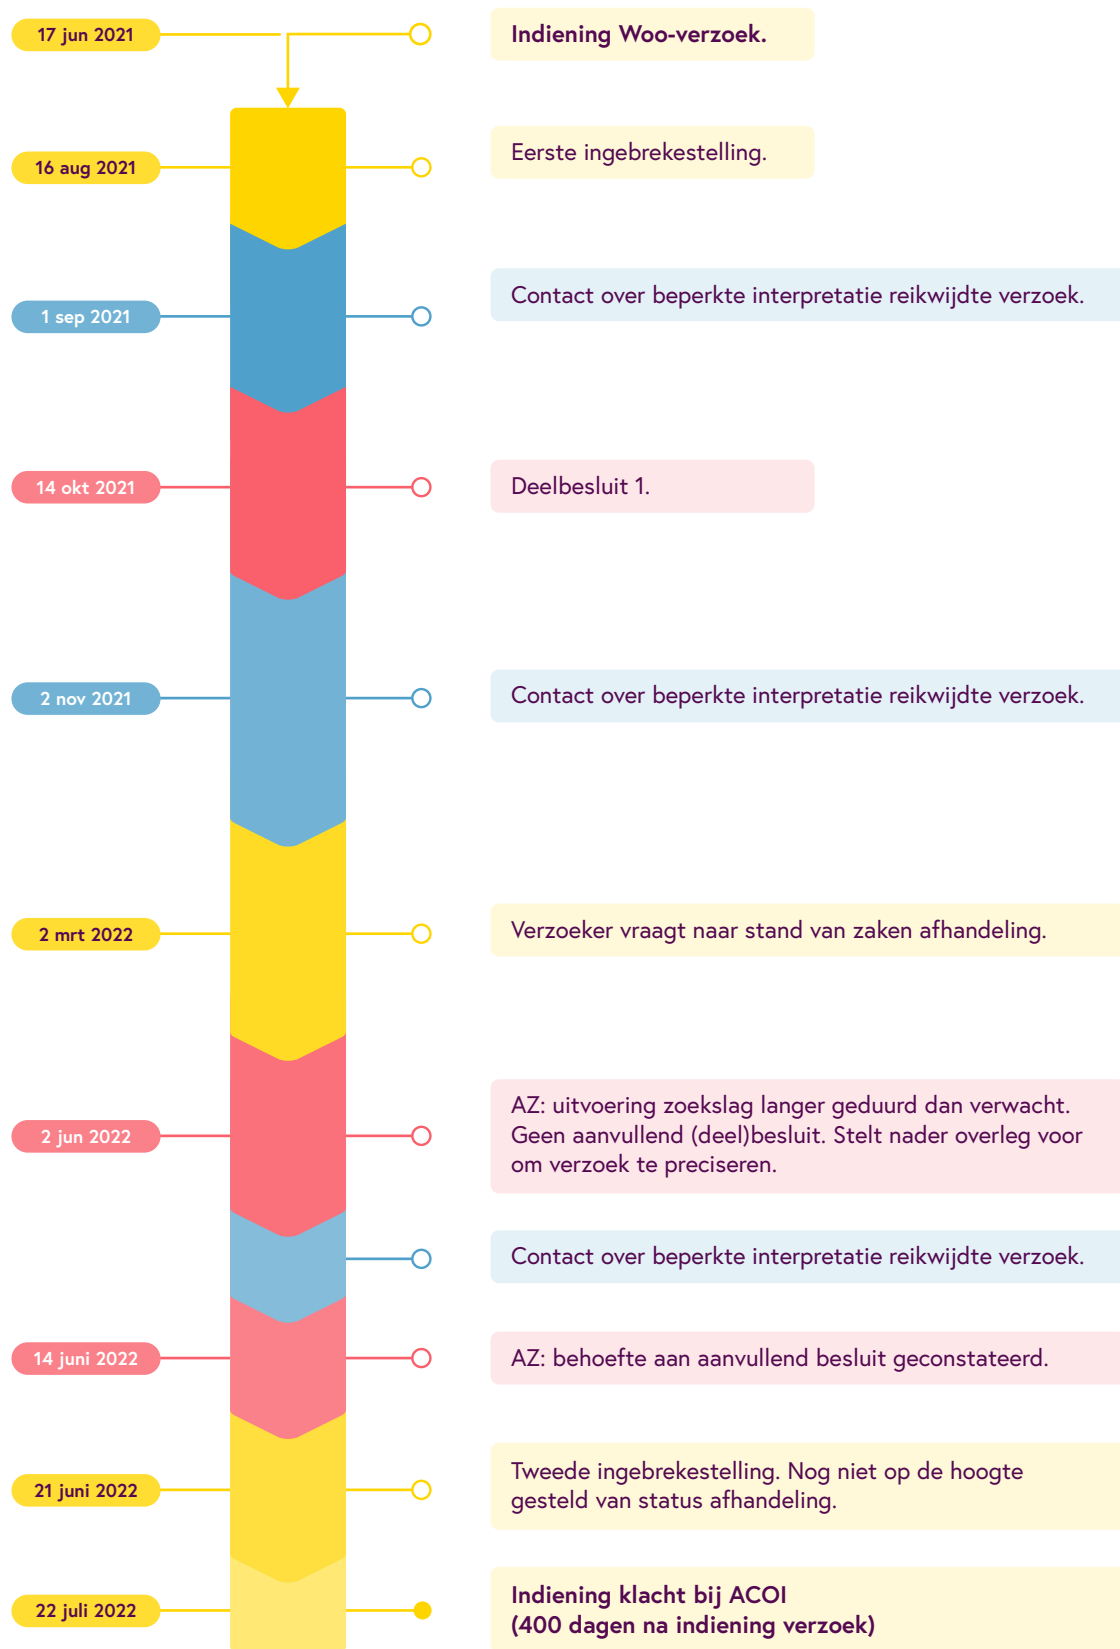 17 jun 2021
Indiening Woo-verzoek.
16 aug 2021
Eerste ingebrekestelling.
1 sep 2021
Contact over beperkte interpretatie reikwijdte verzoek.
14 okt 2021
Deelbesluit 1.
2 nov 2021
Contact over beperkte interpretatie reikwijdte verzoek.
2 mrt 2022
Verzoeker vraagt naar stand van zaken afhandeling.
2 jun 2022
AZ: uitvoering zoekslag langer geduurd dan verwacht.
Geen aanvullend (deel)besluit. Stelt nader overleg voor
om verzoek te preciseren.
Contact over beperkte interpretatie reikwijdte verzoek.
14 juni 2022
AZ: behoefte aan aanvullend besluit geconstateerd.
21 juni 2022
Tweede ingebrekestelling. Nog niet op de hoogte
gesteld van status afhandeling.
22 juli 2022
Indiening klacht bij ACOI
(400 dagen na indiening verzoek)